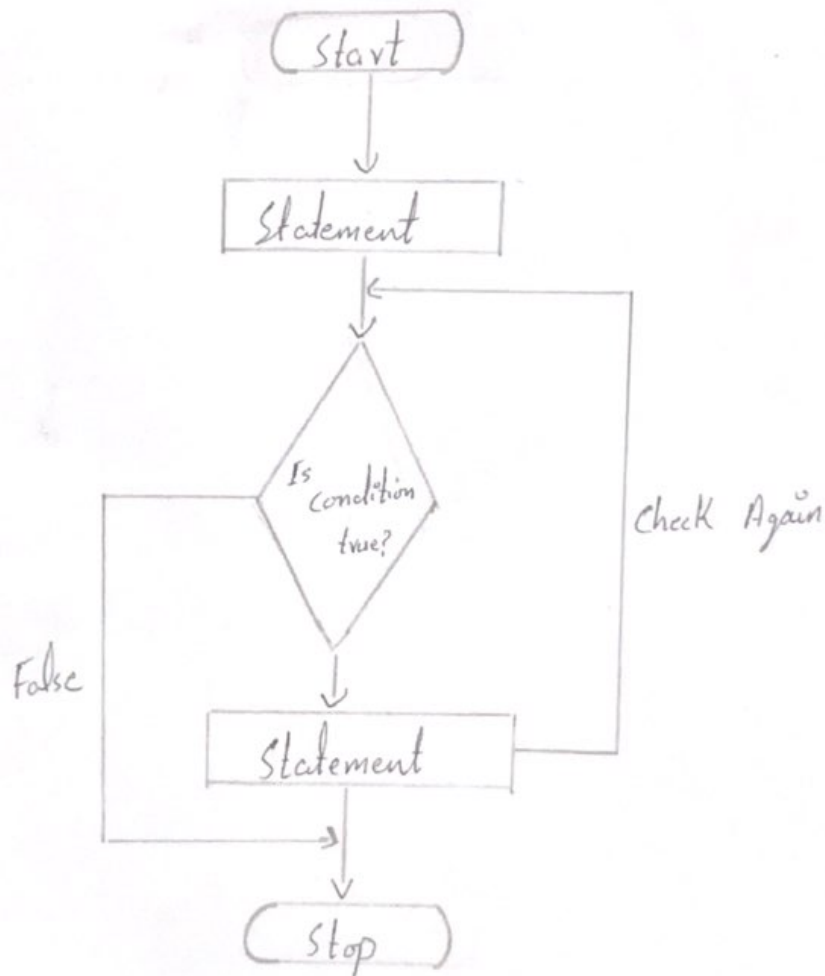 Start
Statement
Is
condition
true?
Check Again
False
Statement
Stop